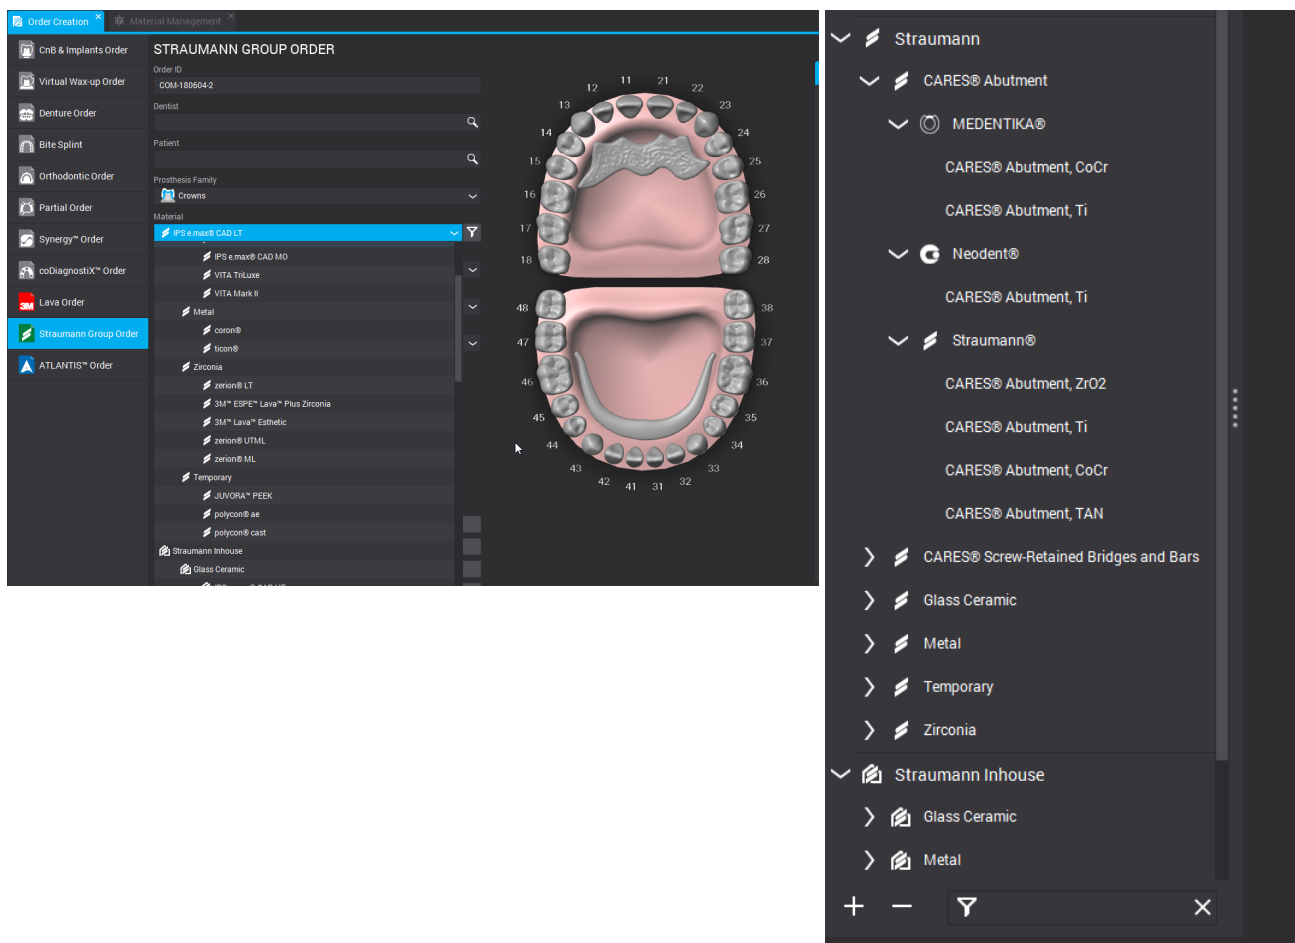 Order Creation
Material Management
CnB & Implants Order
Virtual Wax-up Order
Denture Order
Bite Splint
Orthodontic Order
Partial Order
Synergy™ Order
coDiagnostiX™ Order
3M
Lava Order
Straumann Group Order
ATLANTIS™ Order
STRAUMANN GROUP ORDER
Order ID
COM-180604-2
Dentist
Patient
Prosthesis Family
Crowns
Material
IPS e.max® CAD LT
IPS e.max® CAD MO
VITA TriLuxe
VITA Mark II
Metal
coron®
ticon®
Zirconia
zerion® LT
3M™ ESPE™ Lava™ Plus Zirconia
3M™ Lava™ Esthetic
zerion® UTML
zerion® ML
Temporary
JUVORA™ PEEK
polycon® ae
polycon® cast
Straumann Inhouse
Glass Ceramic
11 21
12 22
13 23
14 24
15 25
16 26
17 27
18 28
48 38
47 37
46 36
45 35
44 34
43 33
42 41 31 32
Straumann
CARES® Abutment
MEDENTIKA®
CARES® Abutment, CoCr
CARES® Abutment, Ti
Neodent®
CARES® Abutment, Ti
Straumann®
CARES® Abutment, ZrO2
CARES® Abutment, Ti
CARES® Abutment, CoCr
CARES® Abutment, TAN
CARES® Screw-Retained Bridges and Bars
Glass Ceramic
Metal
Temporary
Zirconia
Straumann Inhouse
Glass Ceramic
Metal